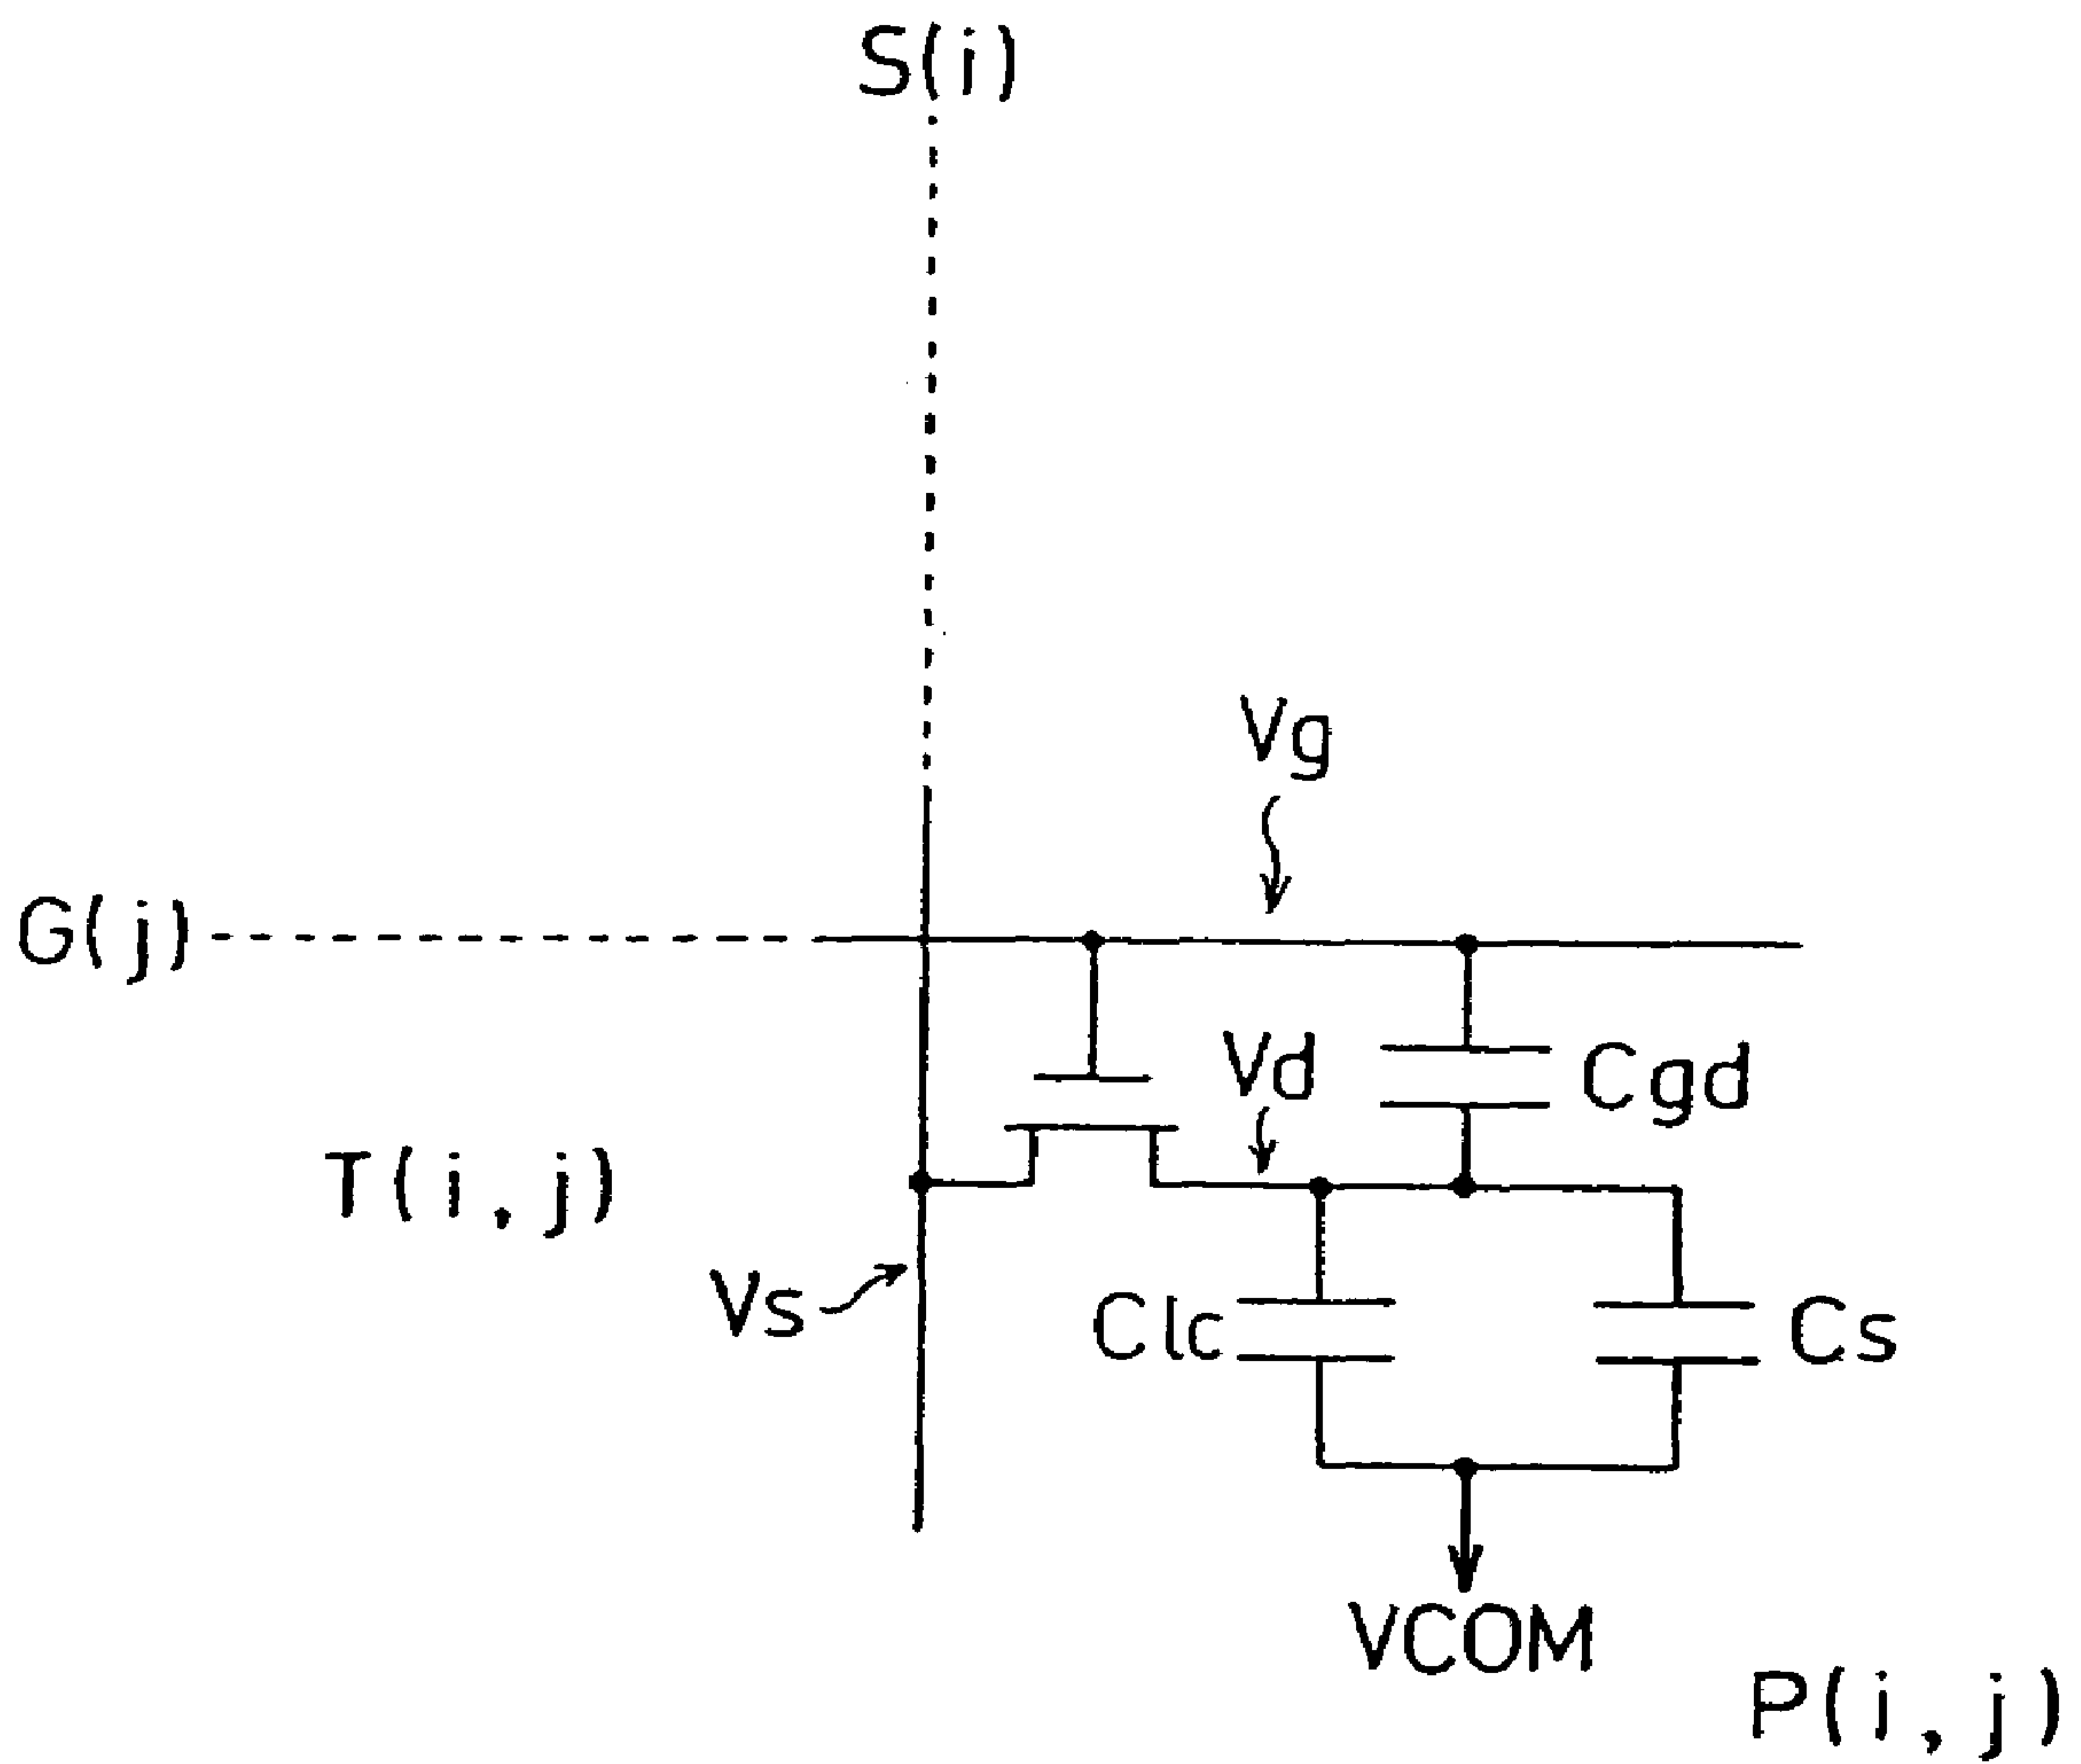 S(i)
Vg
G(j)
Vd
Cgd
T(i,j)
Vs
Clc
Cs
VCOM
P(i,j)